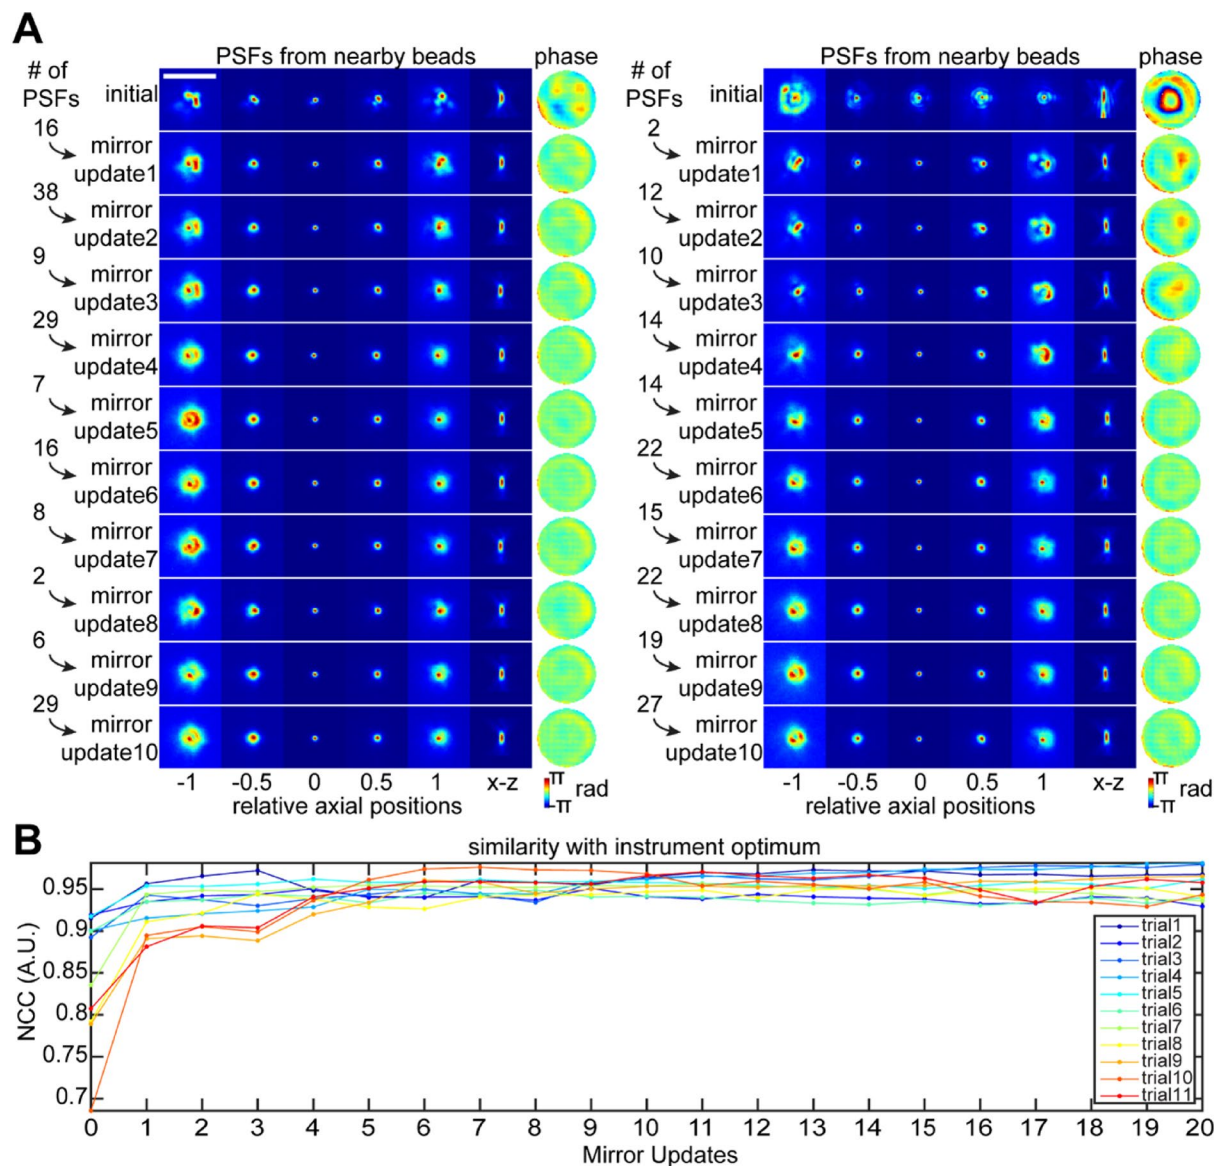 A
PSFs from nearby beads phase
# of
PSFs
initial
16
mirror
update1
38
mirror
update2
9
mirror
update3
29
mirror
update4
7
mirror
update5
16
mirror
update6
8
mirror
update7
2
mirror
update8
6
mirror
update9
29
mirror
update10
-1 -0.5 0 0.5 1 x-z
relative axial positions
π
-π
rad
PSFs from nearby beads phase
# of
PSFs
initial
2
mirror
update1
12
mirror
update2
10
mirror
update3
14
mirror
update4
14
mirror
update5
22
mirror
update6
15
mirror
update7
22
mirror
update8
19
mirror
update9
27
mirror
update10
-1 -0.5 0 0.5 1 x-z
relative axial positions
π
-π
rad
B
similarity with instrument optimum
NCC (A.U.)
0.95
0.9
0.85
0.8
0.75
0.7
trial1
trial2
trial3
trial4
trial5
trial6
trial7
trial8
trial9
trial10
trial11
0 1 2 3 4 5 6 7 8 9 10 11 12 13 14 15 16 17 18 19 20
Mirror Updates